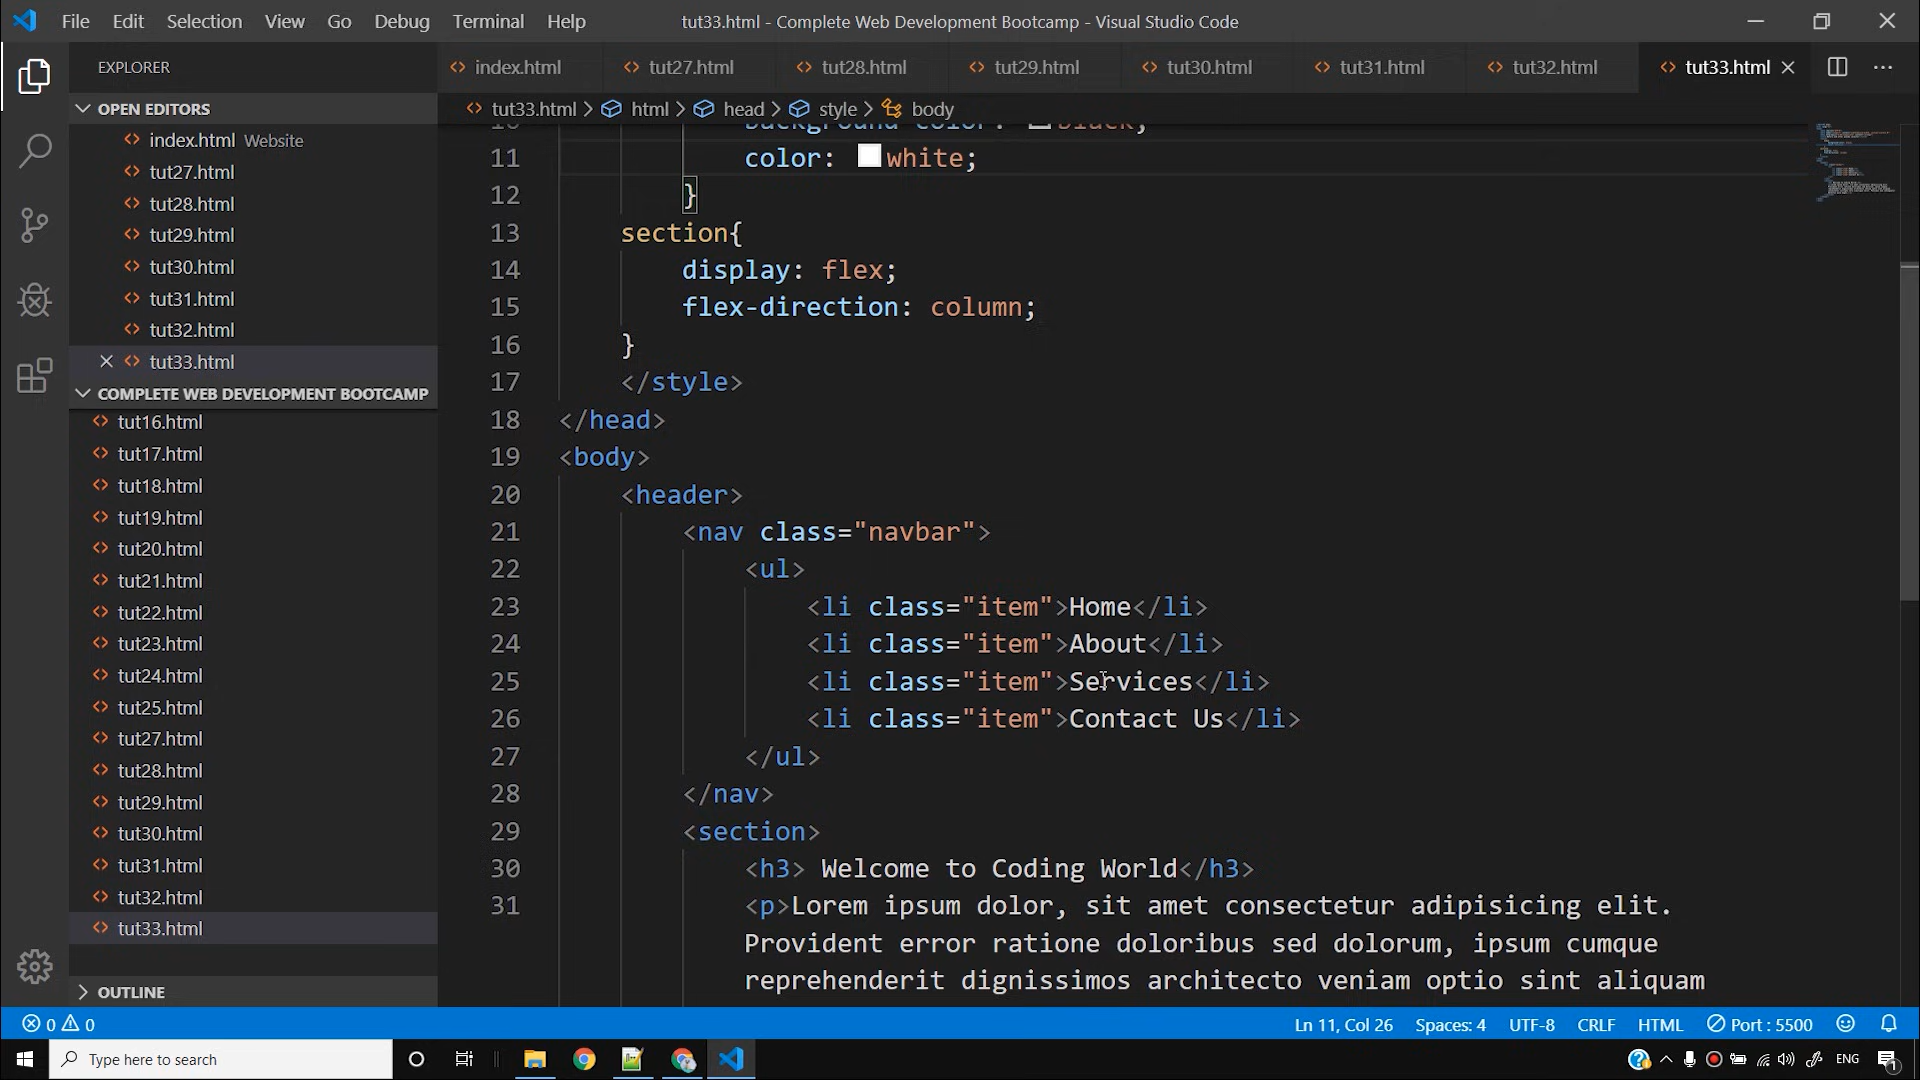 File Edit Selection View Go Debug Terminal Help tut33.html - Complete Web Development Bootcamp - Visual Studio Code
EXPLORER
index.html tut27.html tut28.html tut29.html tut30.html tut31.html tut32.html tut33.html
OPEN EDITORS
index.html Website
tut27.html
tut28.html
tut29.html
tut30.html
tut31.html
tut32.html
tut33.html
COMPLETE WEB DEVELOPMENT BOOTCAMP
tut16.html
tut17.html
tut18.html
tut19.html
tut20.html
tut21.html
tut22.html
tut23.html
tut24.html
tut25.html
tut27.html
tut28.html
tut29.html
tut30.html
tut31.html
tut32.html
tut33.html
OUTLINE
tut33.html > html > head > style > body
10 background-color: black;
11 color: white;
12 }
13 section{
14 display: flex;
15 flex-direction: column;
16 }
17 </style>
18 </head>
19 <body>
20 <header>
21 <nav class="navbar">
22 <ul>
23 <li class="item">Home</li>
24 <li class="item">About</li>
25 <li class="item">Services</li>
26 <li class="item">Contact Us</li>
27 </ul>
28 </nav>
29 <section>
30 <h3> Welcome to Coding World</h3>
31 <p>Lorem ipsum dolor, sit amet consectetur adipisicing elit.
Provident error ratione doloribus sed dolorum, ipsum cumque
reprehenderit dignissimos architecto veniam optio sint aliquam
0 0 Ln 11, Col 26 Spaces: 4 UTF-8 CRLF HTML Port : 5500
Type here to search ENG 1